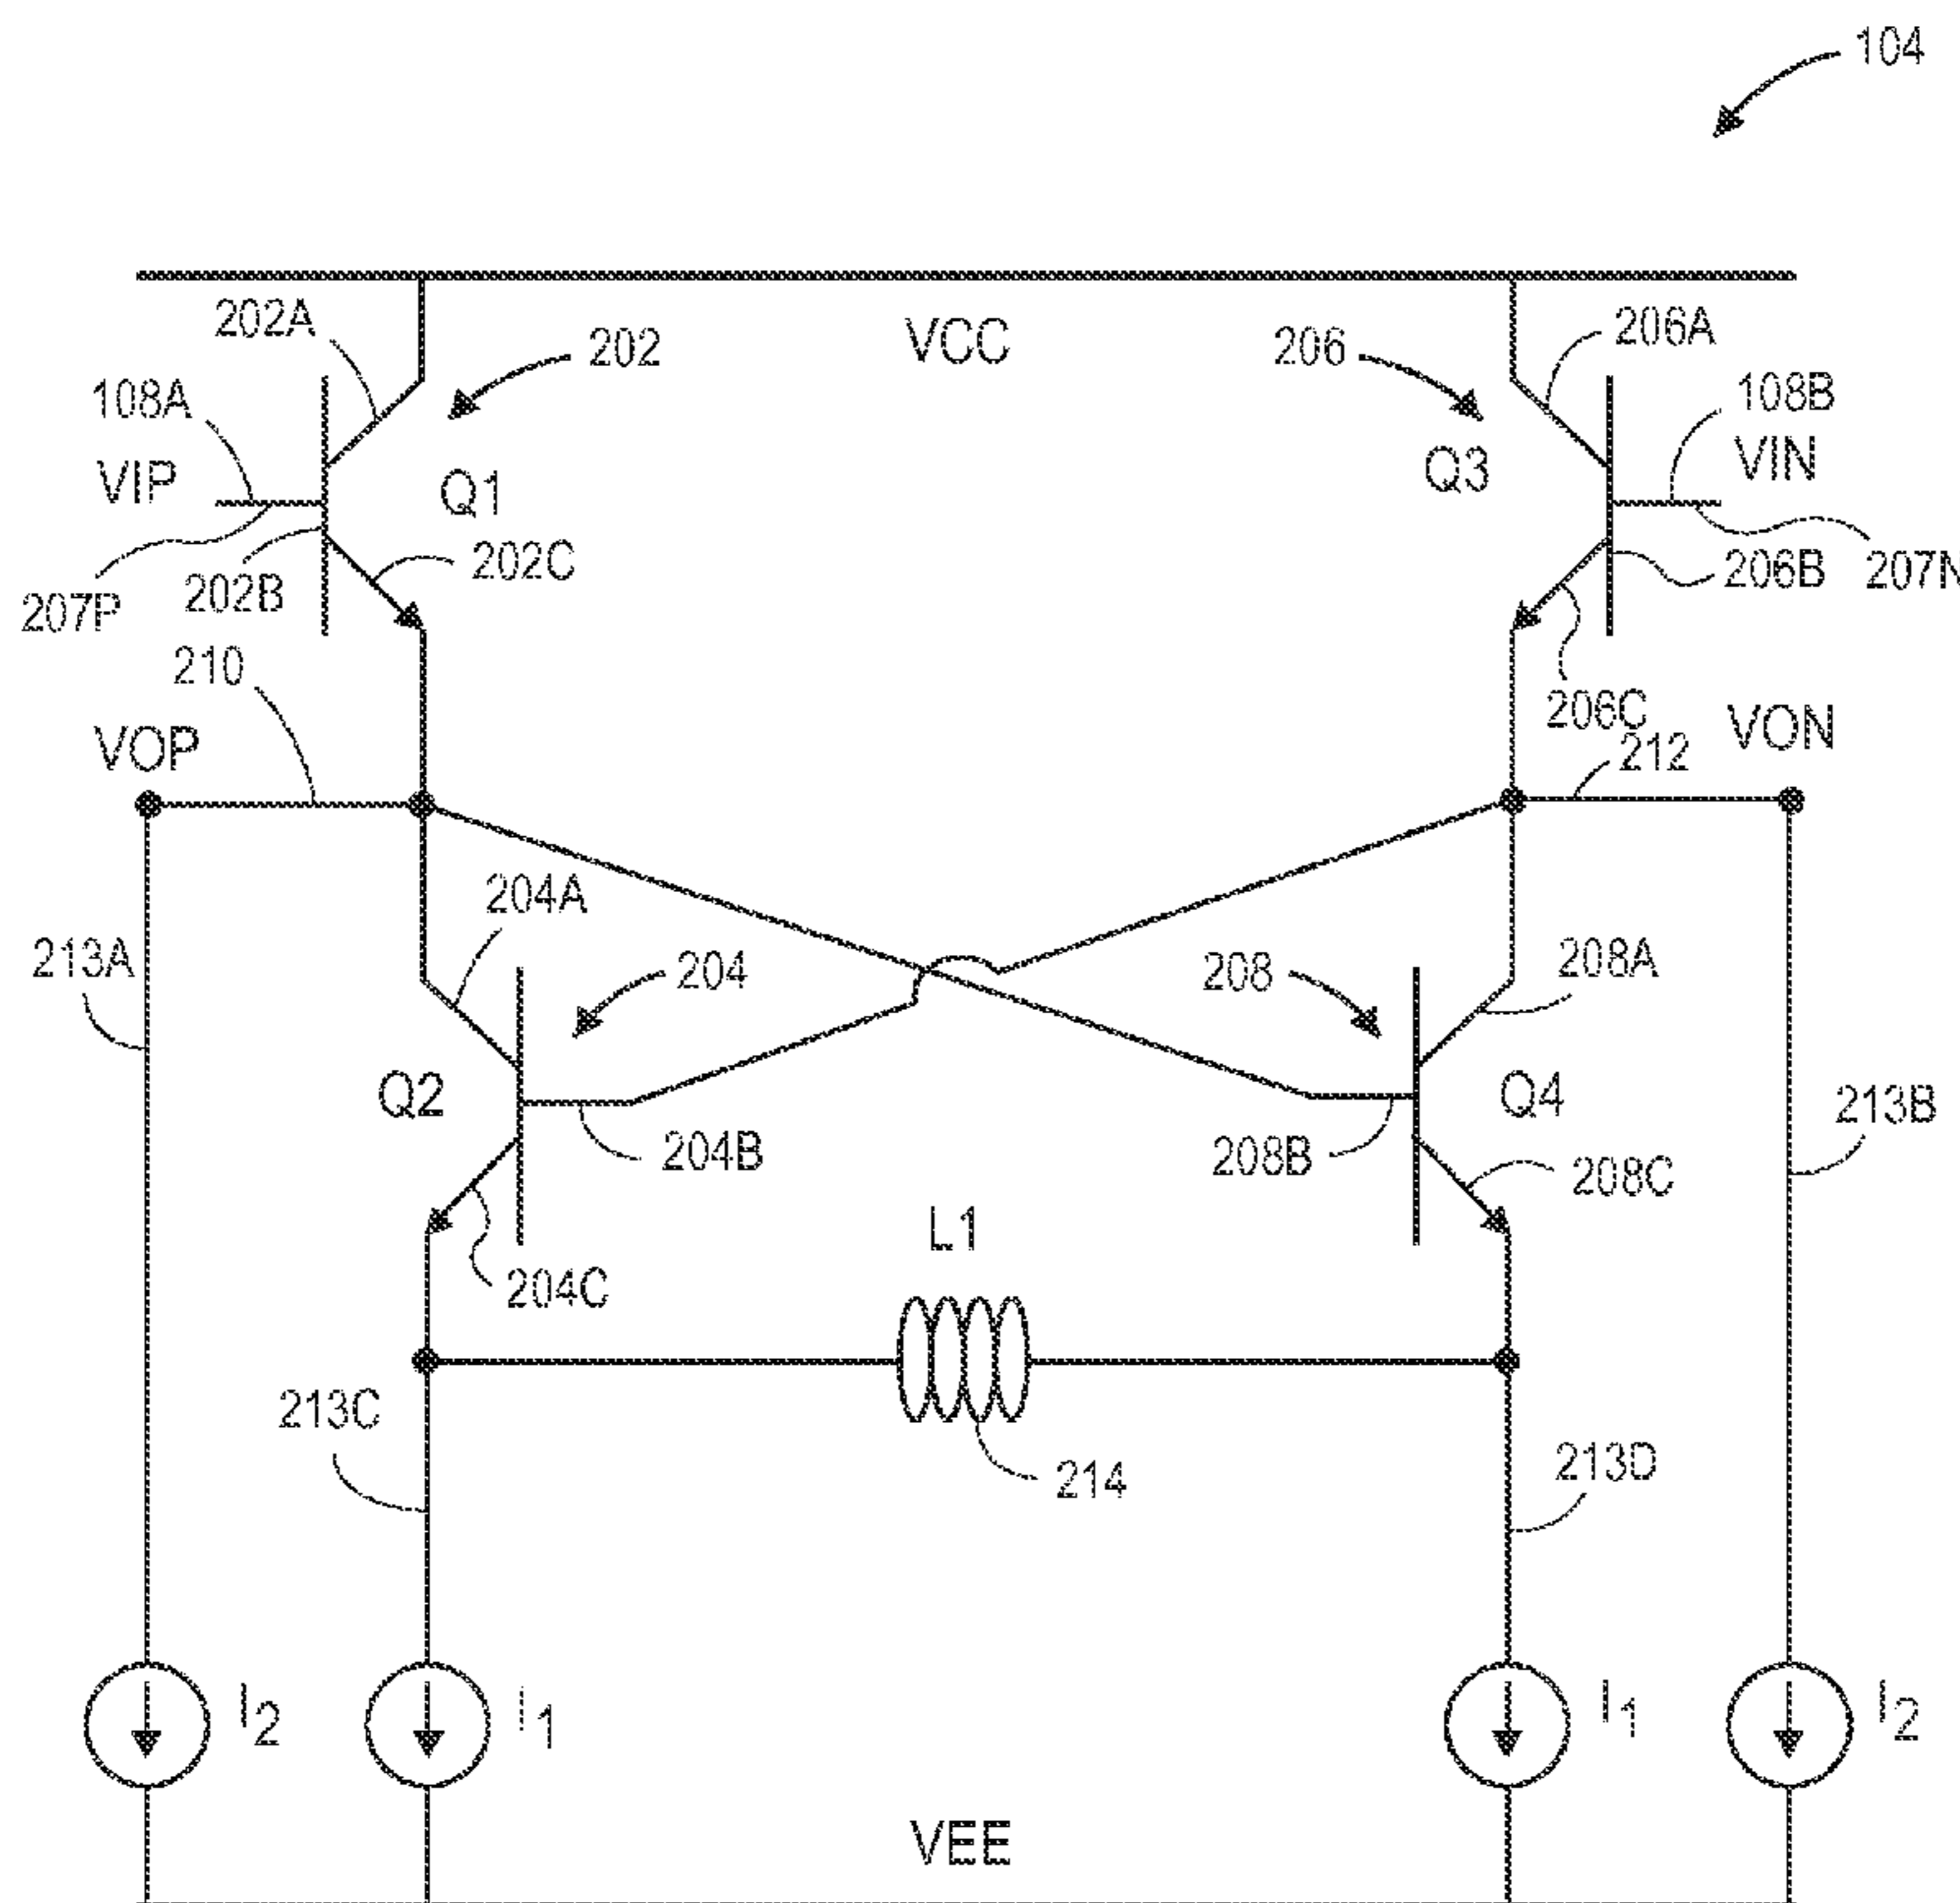 104
202A
202
VCC
206
206A
108A
108B
VIP
Q1
Q3
VIN
202C
207P
202B
206B
207N
210
206C
VOP
212
VON
204A
213A
204
208
208A
Q2
Q4
213B
204B
208B
208C
L1
204C
213C
214
213D
I2
I1
I1
I2
VEE